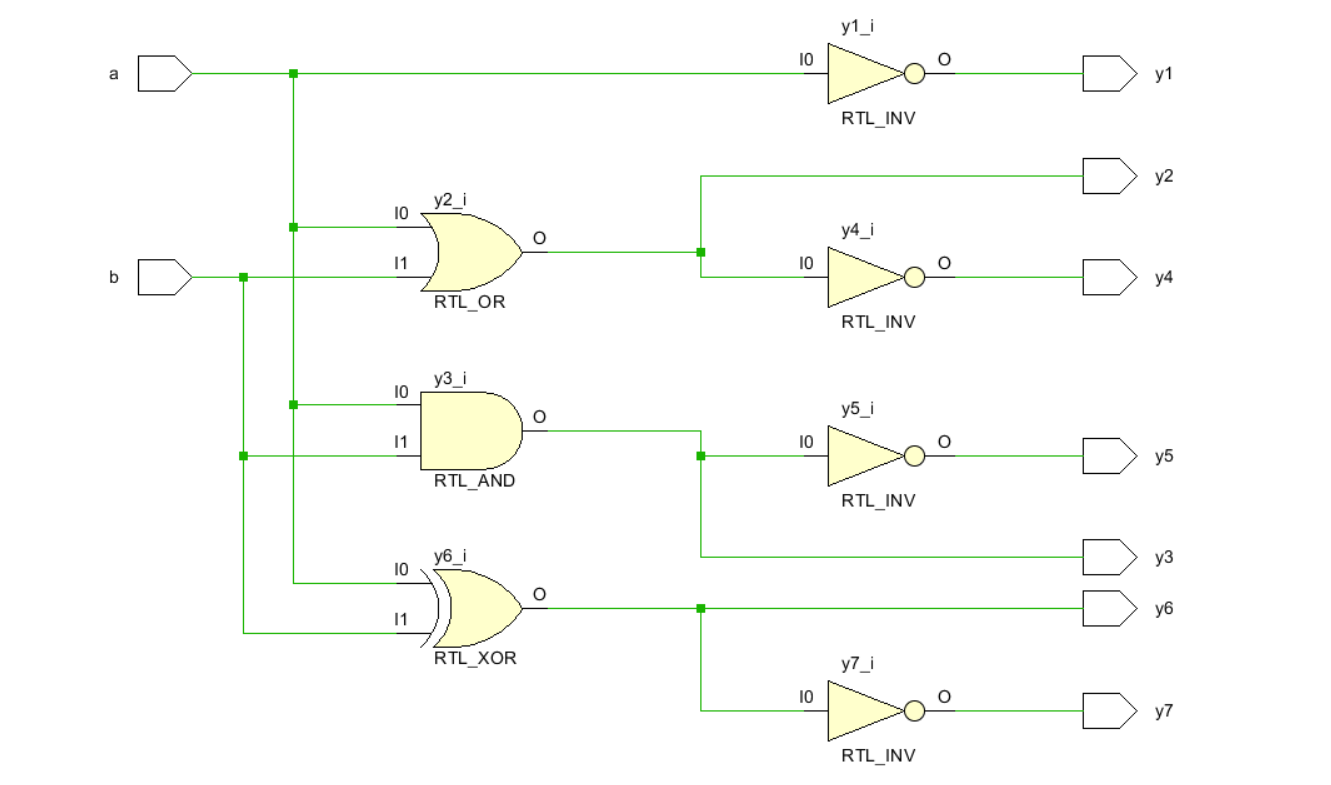 y1_i
a
I0
O
y1
RTL_INV
y2
y2_i
I0
O
y4_i
I0
O
b
I1
y4
RTL_OR
RTL_INV
y3_i
I0
O
y5_i
I1
I0
O
y5
RTL_AND
RTL_INV
y6_i
y3
I0
O
y6
I1
RTL_XOR
y7_i
I0
O
y7
RTL_INV